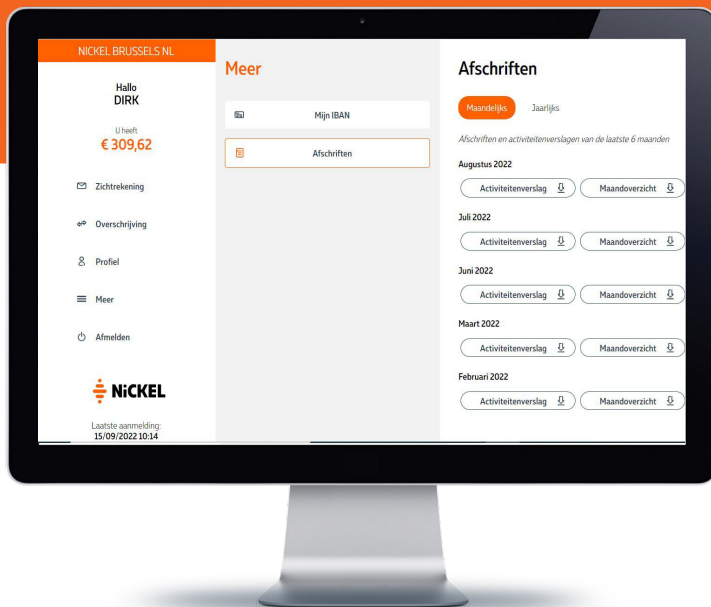 NICKEL BRUSSELS NL
Hallo
DIRK
U heeft
€ 309,62
Zichtrekening
Overschrijving
Profiel
Meer
Afmelden
NiCKEL
Laatste aanmelding:
15/09/2022 10:14
Meer
Mijn IBAN
Afschriften
Afschriften
Maandelijks Jaarlijks
Afschriften en activiteitenverslagen van de laatste 6 maanden
Augustus 2022
Activiteitenverslag Maandoverzicht
Juli 2022
Activiteitenverslag Maandoverzicht
Juni 2022
Activiteitenverslag Maandoverzicht
Maart 2022
Activiteitenverslag Maandoverzicht
Februari 2022
Activiteitenverslag Maandoverzicht